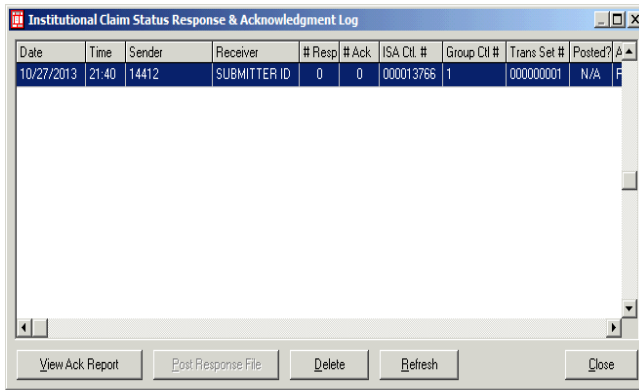 Institutional Claim Status Response & Acknowledgment Log
Date Time Sender Receiver # Resp # Ack ISA Ctl. # Group Ctl # Trans Set # Posted? A
10/27/2013 21:40 14412 SUBMITTER ID 0 0 000013766 1 000000001 N/A F
View Ack Report Post Response File Delete Refresh Close